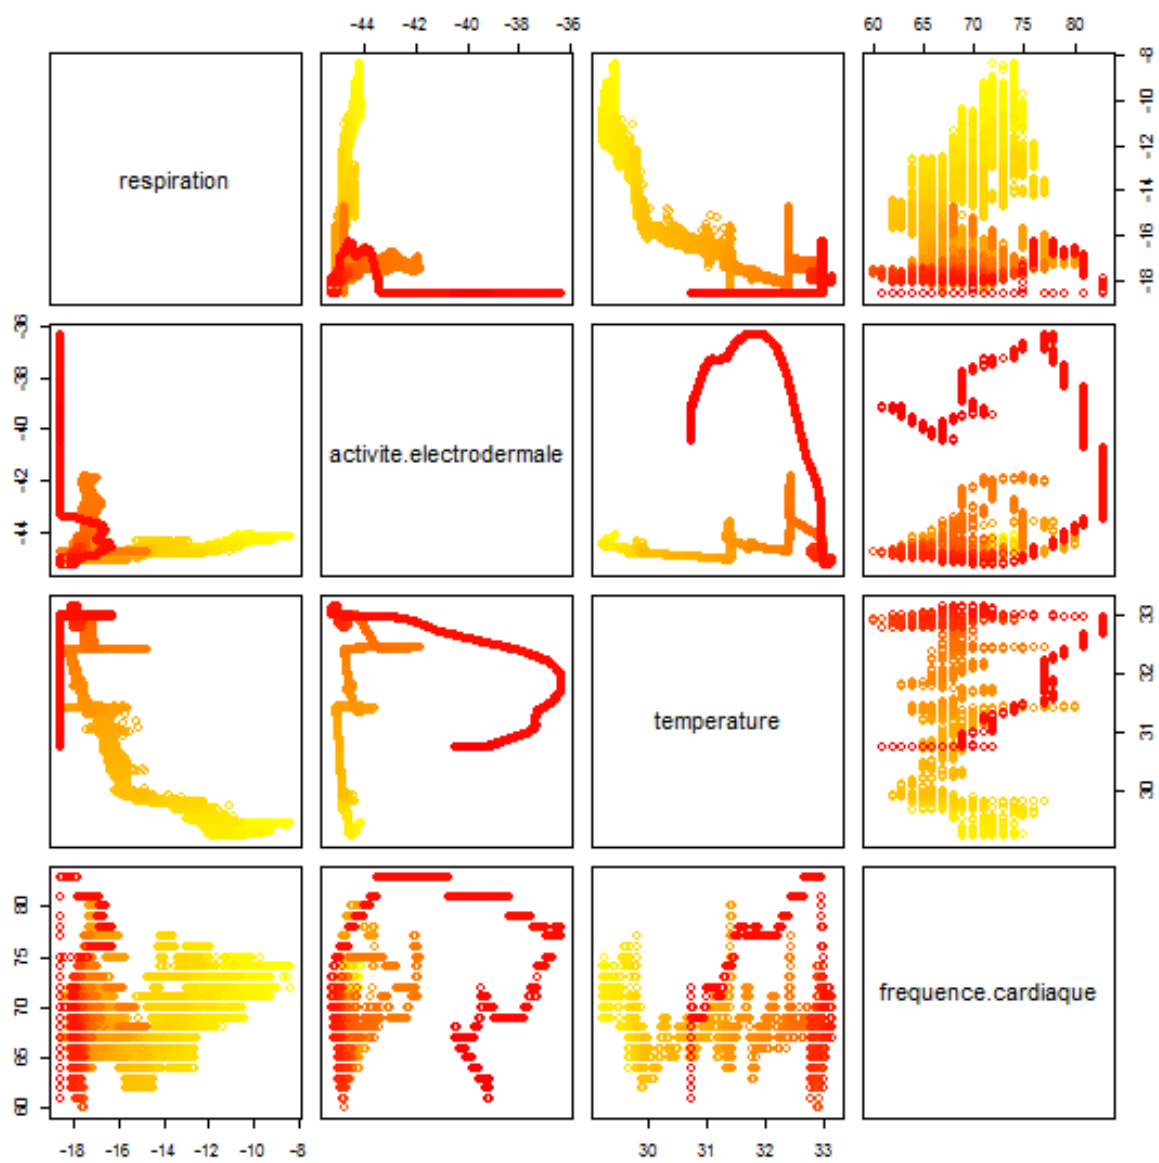 -44 -42 -40 -38 -36
60 65 70 75 80
respiration
-8
-10
-12
-14
-16
-18
-36
-38
-40
-42
-44
activite.electrodermale
temperature
33
32
31
30
80
75
70
65
60
frequence.cardiaque
-18 -16 -14 -12 -10 -8
30 31 32 33